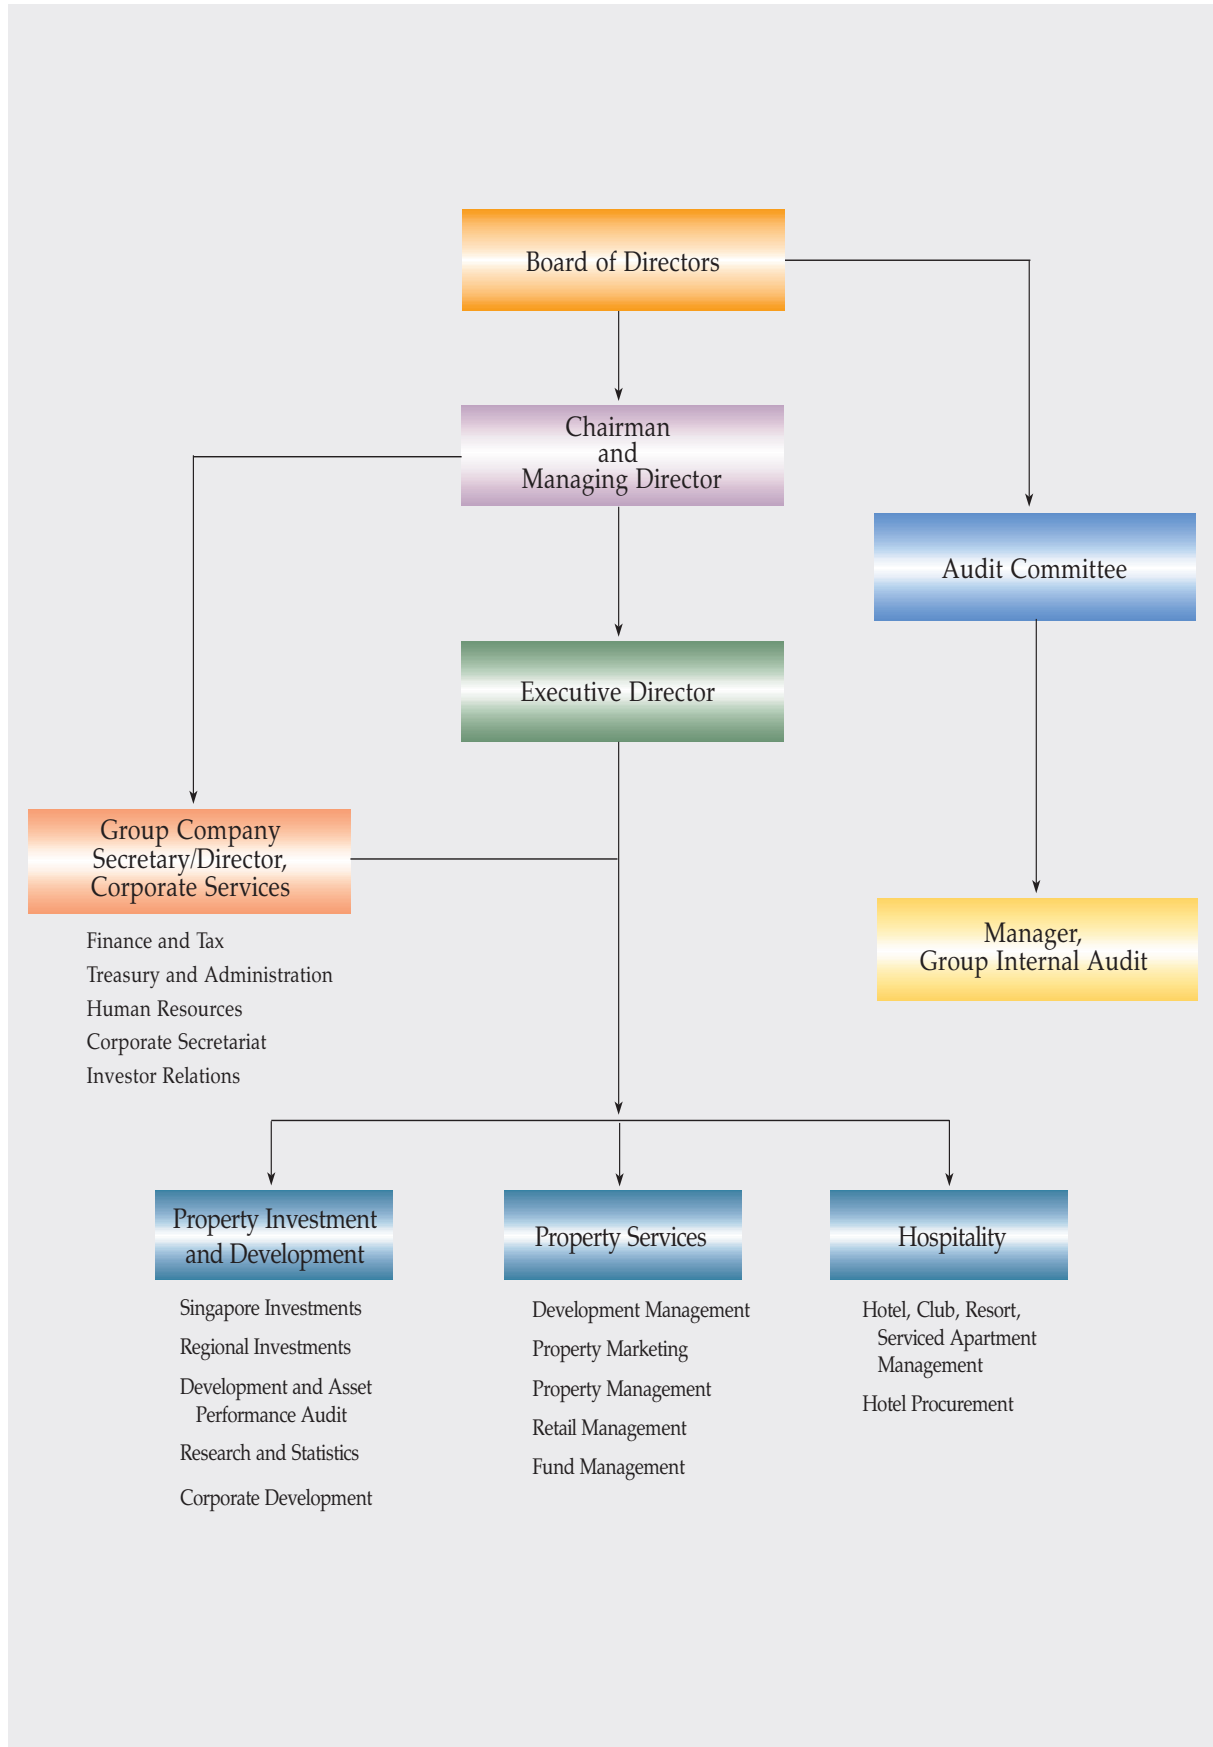 Board of Directors
Chairman
and
Managing Director
Audit Committee
Executive Director
Group Company
Secretary/Director,
Corporate Services
Finance and Tax
Treasury and Administration
Human Resources
Corporate Secretariat
Investor Relations
Manager,
Group Internal Audit
Property Investment
and Development
Singapore Investments
Regional Investments
Development and Asset
Performance Audit
Research and Statistics
Corporate Development
Property Services
Development Management
Property Marketing
Property Management
Retail Management
Fund Management
Hospitality
Hotel, Club, Resort,
Serviced Apartment
Management
Hotel Procurement